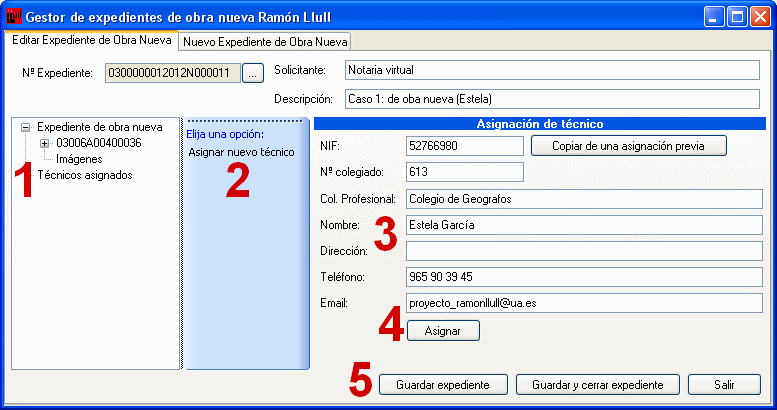 Gestor de expedientes de obra nueva Ramón Llull
Editar Expediente de Obra Nueva
Nuevo Expediente de Obra Nueva
Nº Expediente: 0300000012012N000011 ...
Solicitante: Notaria virtual
Descripción: Caso 1: de oba nueva (Estela)
Expediente de obra nueva
03006A00400036
Imágenes
Técnicos asignados
1
Elija una opción:
Asignar nuevo técnico
2
Asignación de técnico
NIF: 52766980 Copiar de una asignación previa
Nº colegiado: 613
Col. Profesional: Colegio de Geografos
Nombre: Estela García
3
Dirección:
Teléfono: 965 90 39 45
Email: proyecto_ramonllull@ua.es
4 Asignar
5 Guardar expediente Guardar y cerrar expediente Salir